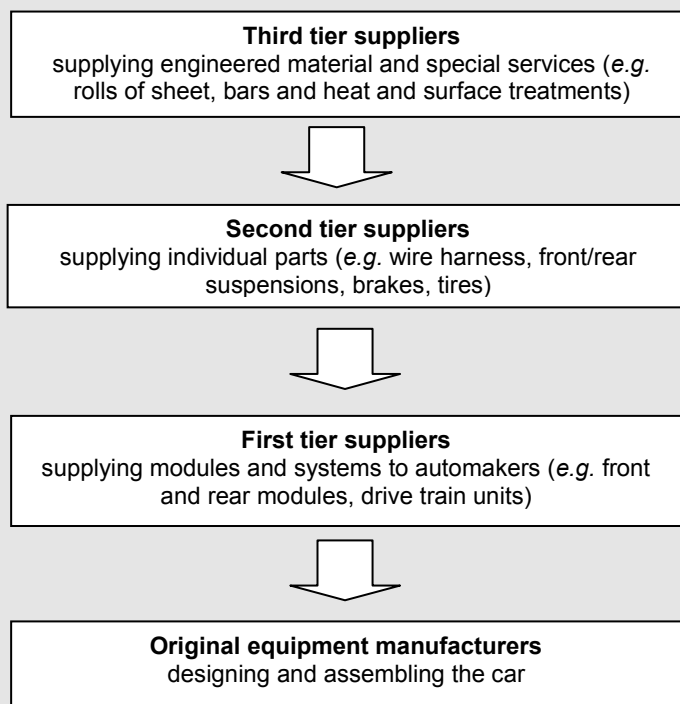 Third tier suppliers
supplying engineered material and special services (e.g.
rolls of sheet, bars and heat and surface treatments)
Second tier suppliers
supplying individual parts (e.g. wire harness, front/rear
suspensions, brakes, tires)
First tier suppliers
supplying modules and systems to automakers (e.g. front
and rear modules, drive train units)
Original equipment manufacturers
designing and assembling the car